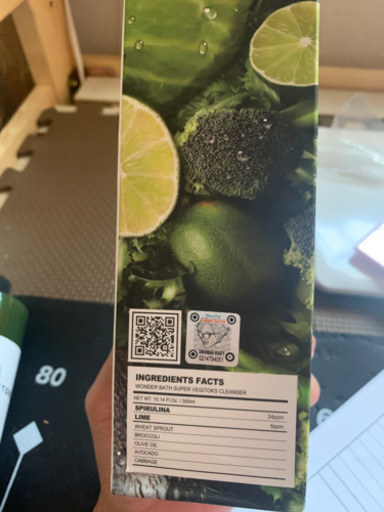 INGREDIENTS FACTS
WONDER BATH SUPER VEGITOKS CLEANSER
NET WT. 10.14 Fl.Oz. / 300ml
SPIRULINA 24ppm
LIME 6ppm
WHEAT SPROUT
BROCCOLI
OLIVE OIL
AVOCADO
CABBAGE
80